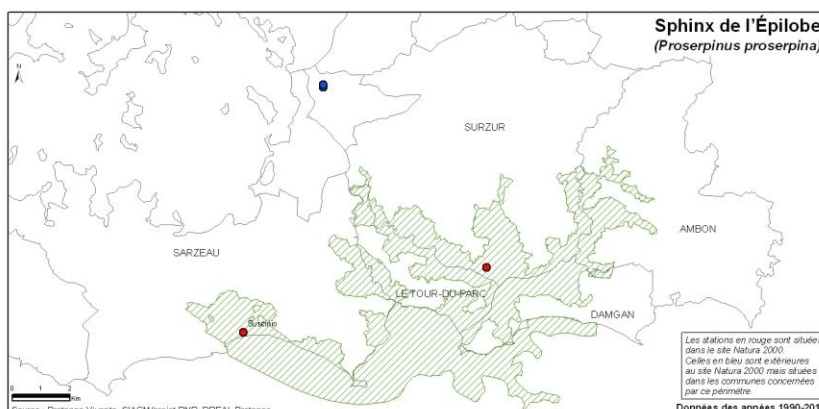 Sphinx de l'Épilobe
(Proserpinus proserpina)
N
SURZUR
SARZEAU
AMBON
LE TOUR-DU-PARC
DAMGAN
Suscinio
Les stations en rouge sont située
dans le site Natura 2000.
Celles en bleu sont extérieures
au site Natura 2000 mais situées
dans les communes concernées
par ce périmètre.
0 1 2
Km
Données des années 1990-201